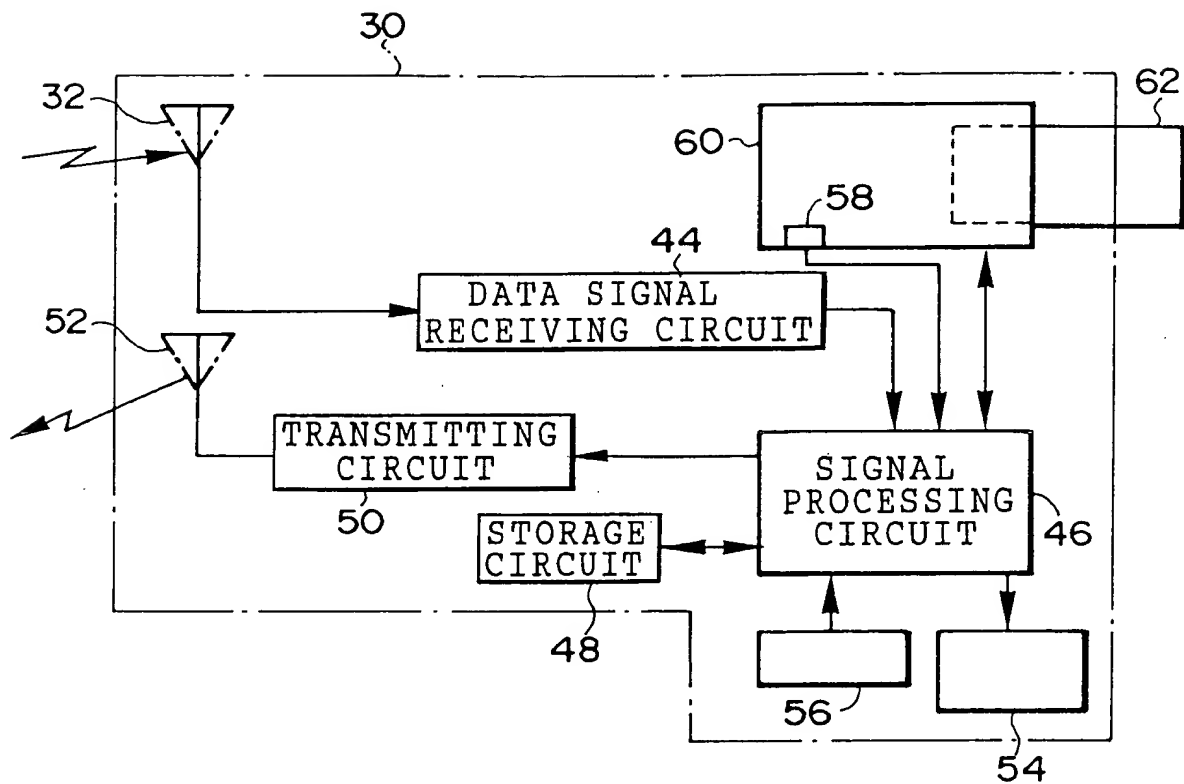 30
32
62
60
58
44
DATA SIGNAL
RECEIVING CIRCUIT
52
TRANSMITTING
CIRCUIT
50
SIGNAL
PROCESSING
CIRCUIT
46
STORAGE
CIRCUIT
48
56
54